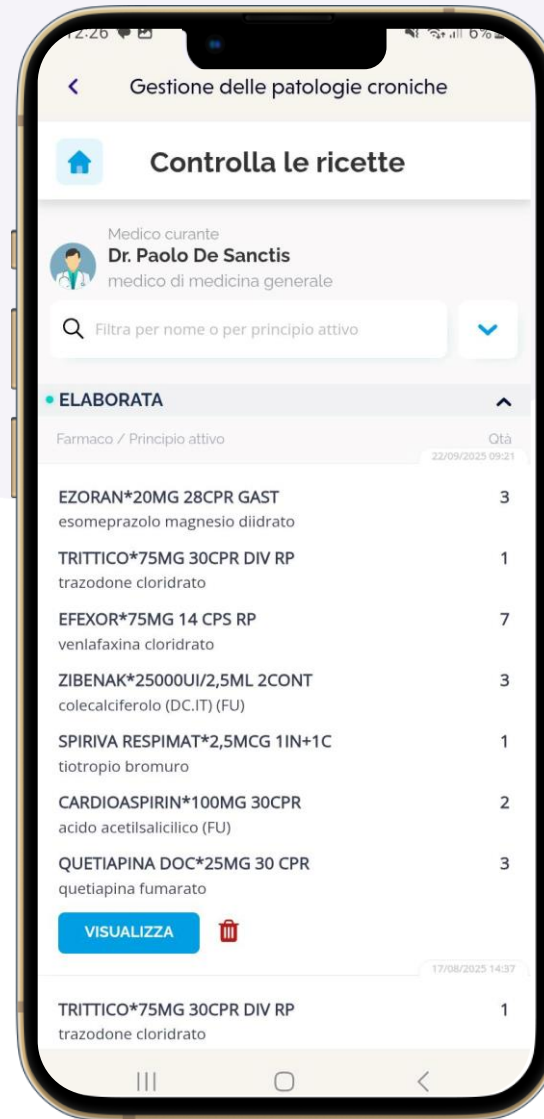 12:26
6%
Gestione delle patologie croniche
Controlla le ricette
Medico curante
Dr. Paolo De Sanctis
medico di medicina generale
Filtra per nome o per principio attivo
ELABORATA
Farmaco / Principio attivo Qtà
22/09/2025 09:21
EZORAN*20MG 28CPR GAST 3
esomeprazolo magnesio diidrato
TRITTICO*75MG 30CPR DIV RP 1
trazodone cloridrato
EFEXOR*75MG 14 CPS RP 7
venlafaxina cloridrato
ZIBENAK*25000UI/2,5ML 2CONT 3
colecalciferolo (DC.IT) (FU)
SPIRIVA RESPIMAT*2,5MCG 1IN+1C 1
tiotropio bromuro
CARDIOASPIRIN*100MG 30CPR 2
acido acetilsalicilico (FU)
QUETIAPINA DOC*25MG 30 CPR 3
quetiapina fumarato
VISUALIZZA
17/08/2025 14:37
TRITTICO*75MG 30CPR DIV RP 1
trazodone cloridrato